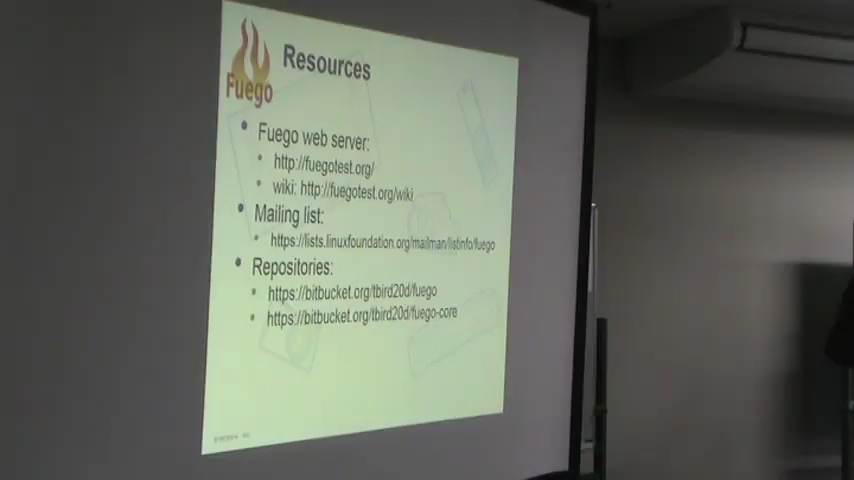 Fuego
Resources
Fuego web server:
http://fuegotest.org/
wiki: http://fuegotest.org/wiki
Mailing list:
https://lists.linuxfoundation.org/mailman/listinfo/fuego
Repositories:
https://bitbucket.org/tbird20d/fuego
https://bitbucket.org/tbird20d/fuego-core